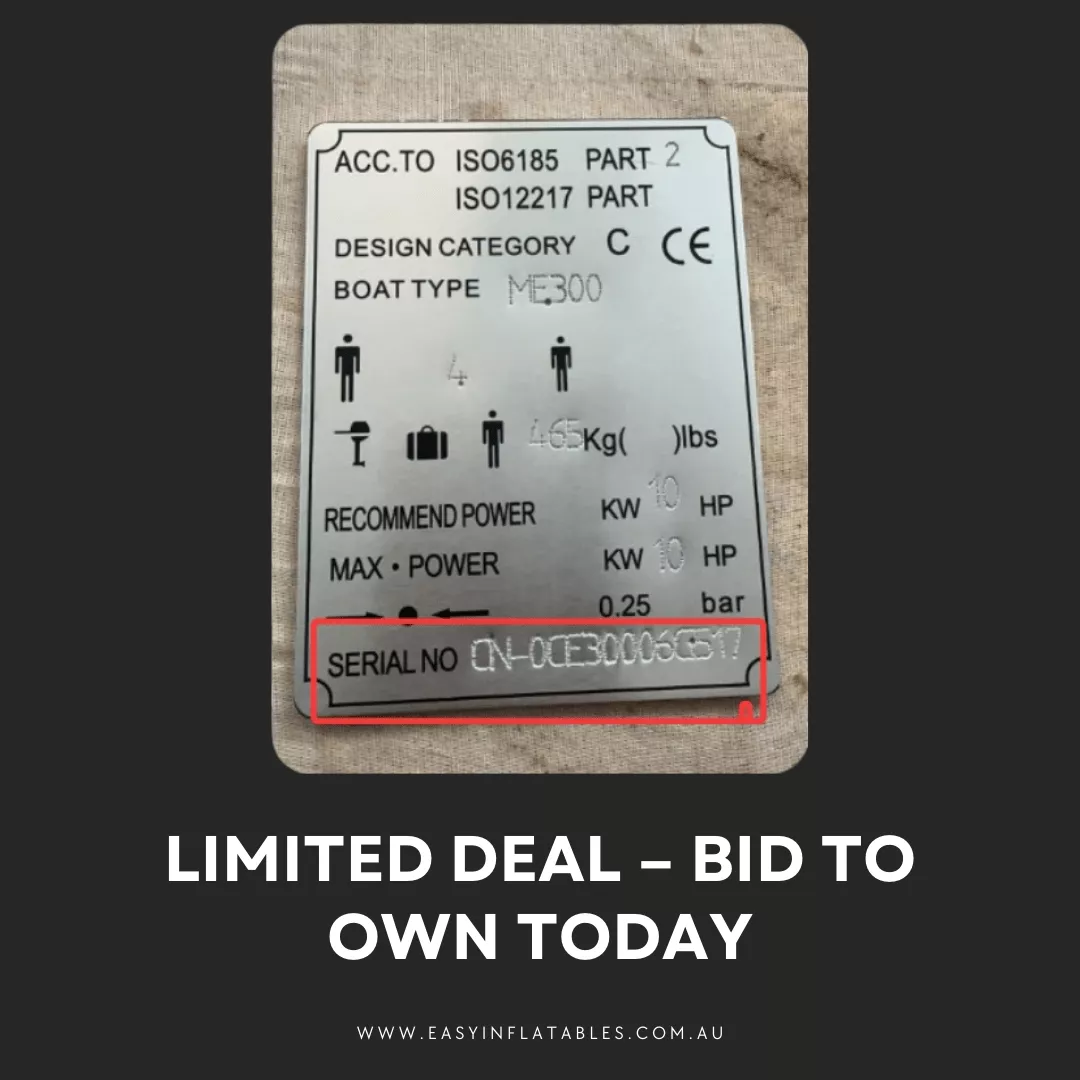 ACC.TO ISO6185 PART 2
ISO12217 PART
DESIGN CATEGORY C CE
BOAT TYPE ME300
4
465Kg( )lbs
RECOMMEND POWER KW 10 HP
MAX • POWER KW 10 HP
0,25 bar
SERIAL NO
LIMITED DEAL – BID TO
OWN TODAY
WWW.EASYINFLATABLES.COM.AU